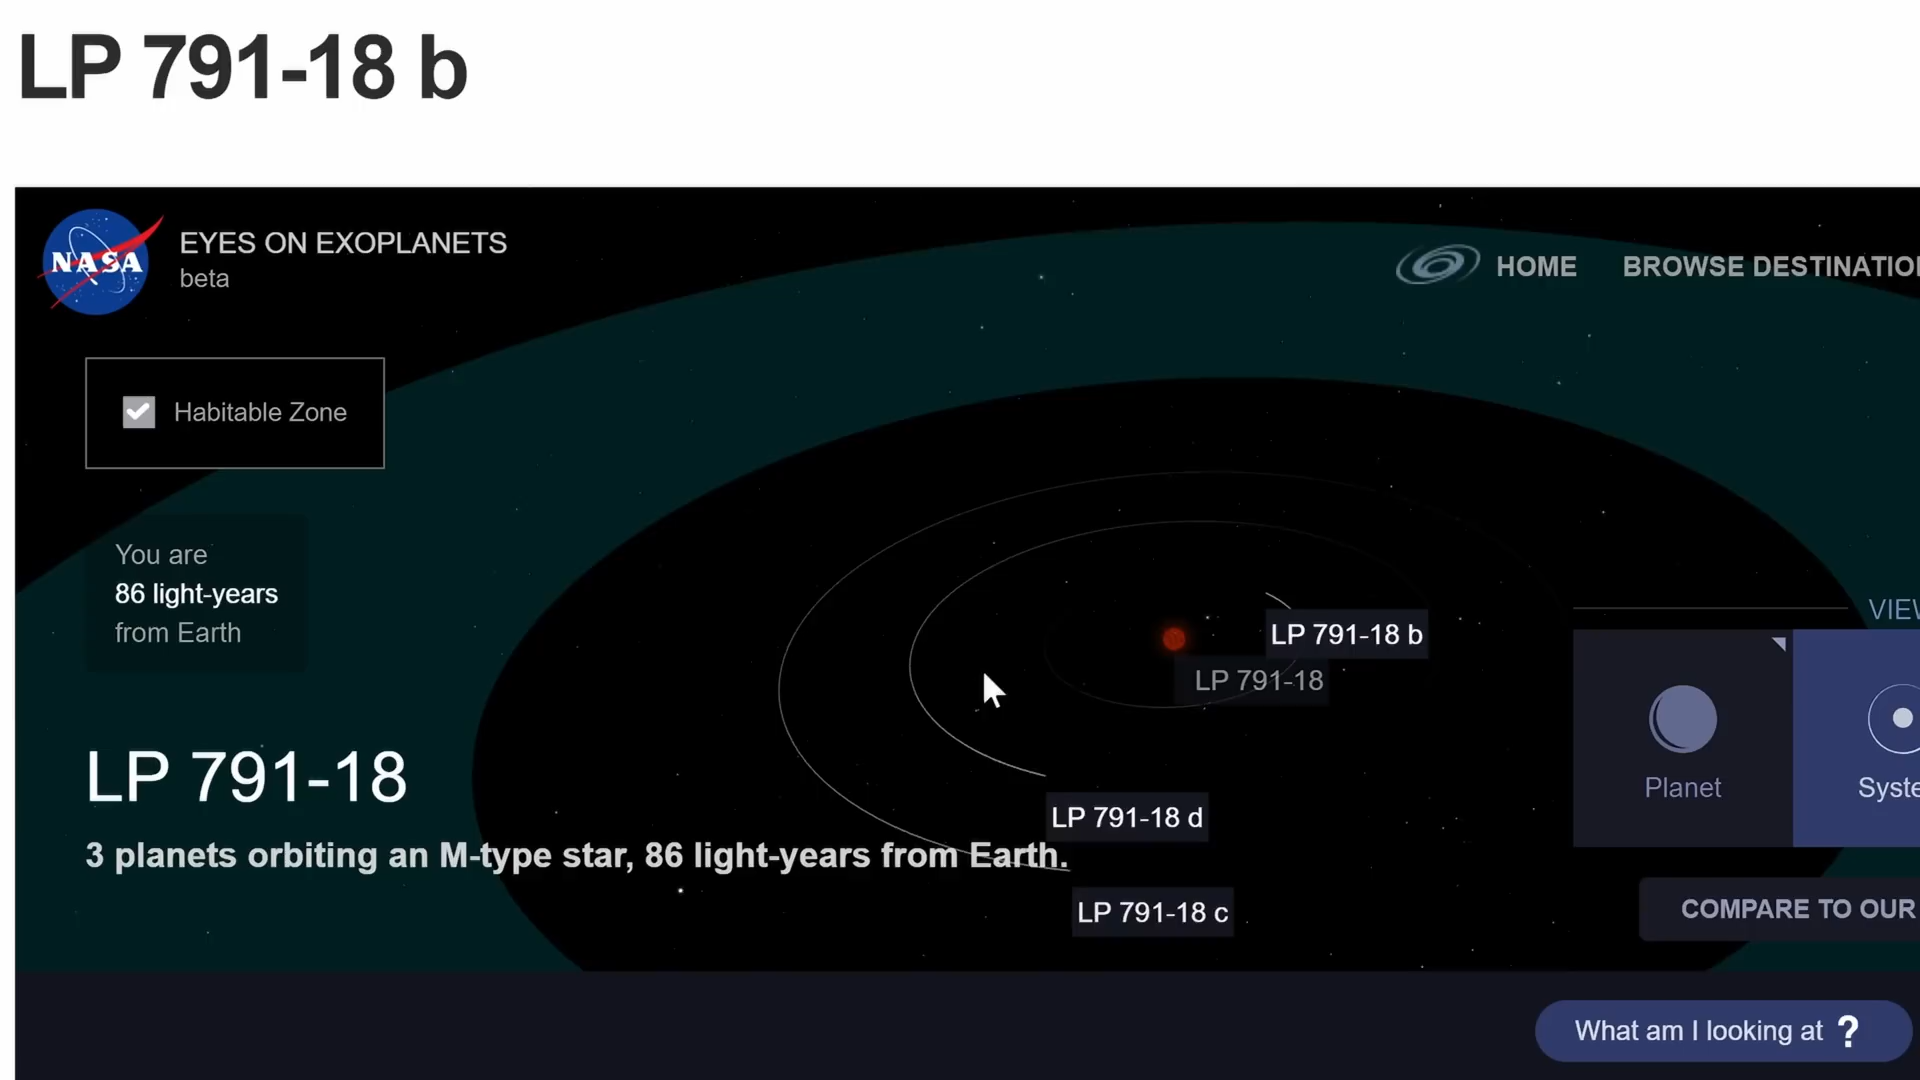 LP 791-18 b
NASA
EYES ON EXOPLANETS
beta
HOME
BROWSE
Habitable Zone
You are
86 light-years
from Earth
LP 791-18 b
LP 791-18
LP 791-18
3 planets orbiting an M-type star, 86 light-years from Earth.
LP 791-18 d
LP 791-18 c
Planet
COMPARE TO OUR
What am I looking at ?